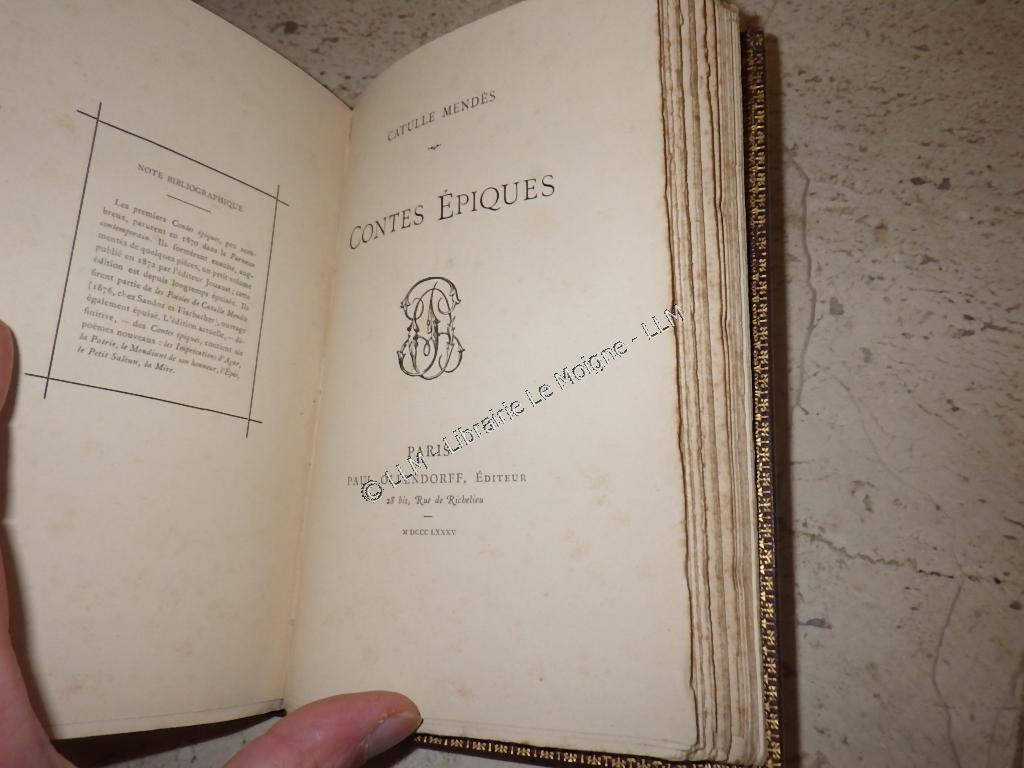 NOTE BIBLIOGRAPHIQUE
Les premiers Contes épiques, peu nom-
breux, parurent en 1870 dans le Parnasse
contemporain. Ils formèrent ensuite, aug-
mentés de quelques pièces, un petit volume
publié en 1872 par l'éditeur Jouaust; cette
édition est depuis longtemps épuisée. Ils
firent partie de des Poésies de Catulle Mendès
(1876, chez Sandoz et Fischbacher), ouvrage
également épuisé. L'édition actuelle, — dé-
finitive, — des Contes épiques, contient six
poèmes nouveaux : les Imprécations d'Agar,
la Patrie, le Mendiant de son honneur, l'Épée,
le Petit Saliun, la Mère.
CATULLE MENDÈS
CONTES ÉPIQUES
PARIS
PAUL OLLENDORFF, ÉDITEUR
28 bis, Rue de Richelieu
M DCCC LXXXV
© LLM - Librairie Le Moigne - LLM